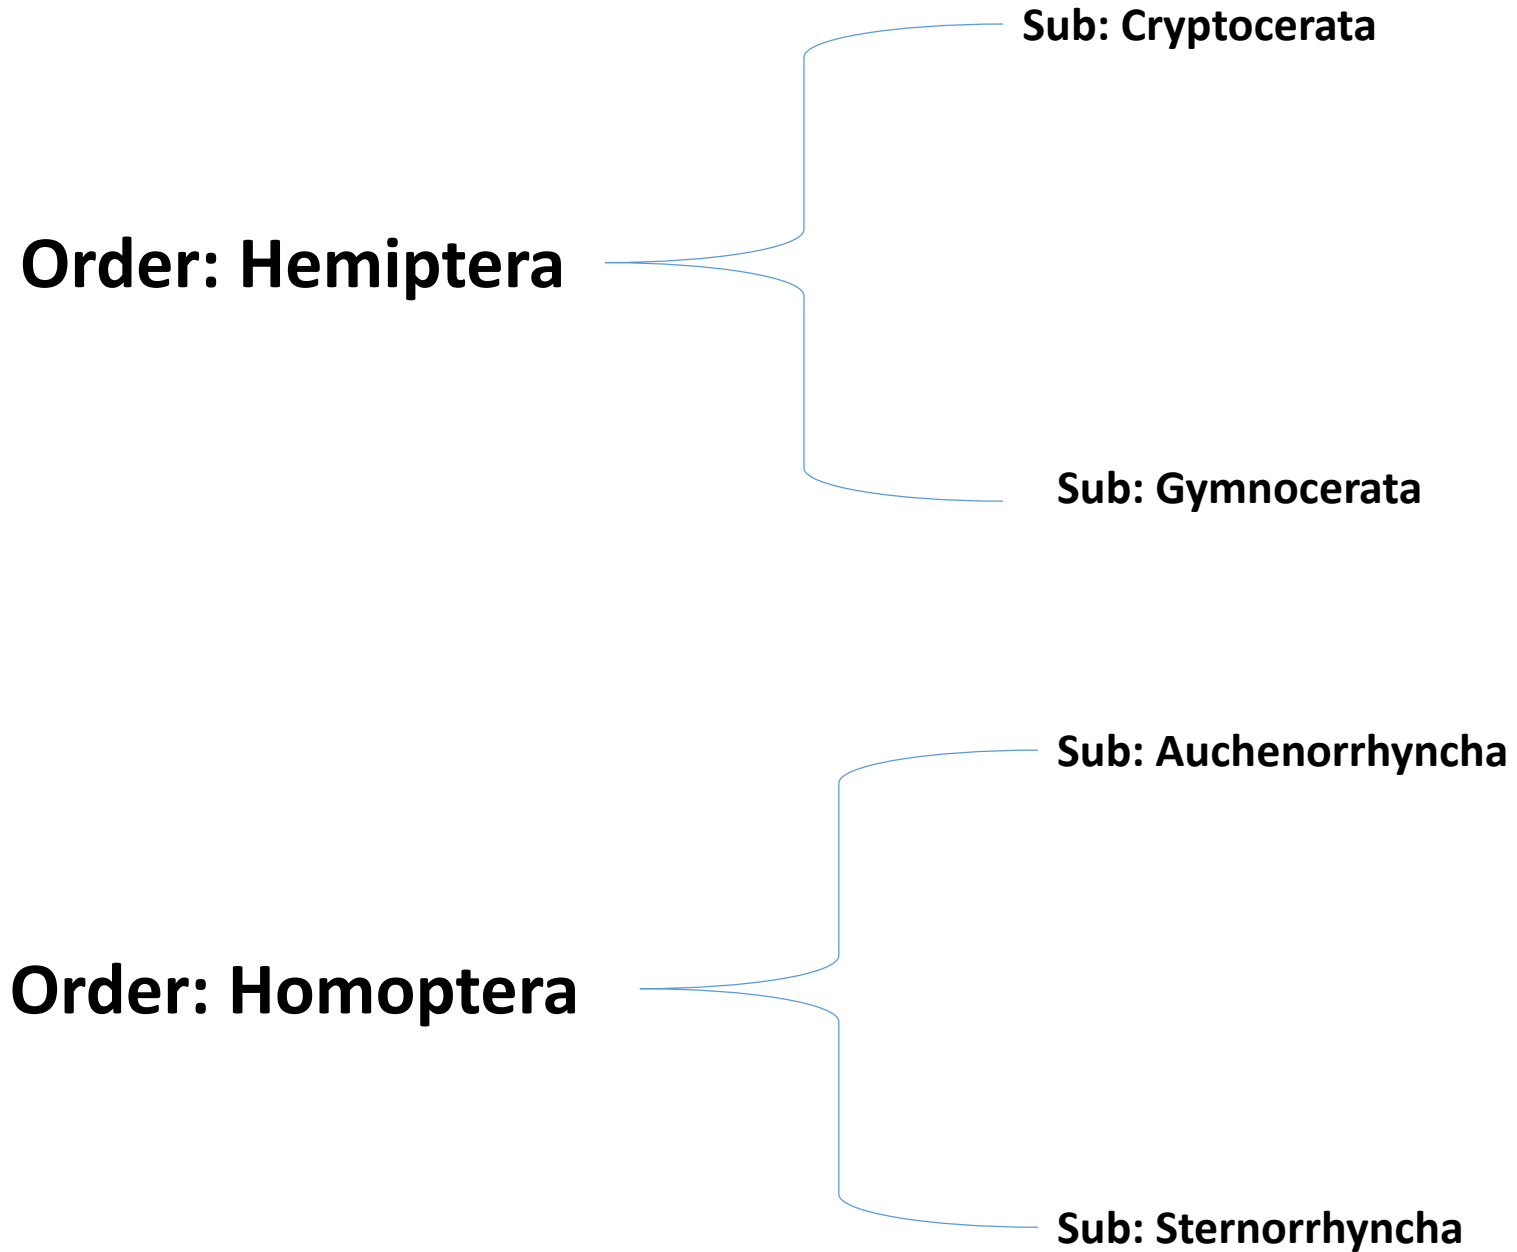 Sub: Cryptocerata
Order: Hemiptera
Sub: Gymnocerata
Sub: Auchenorrhyncha
Order: Homoptera
Sub: Sternorrhyncha